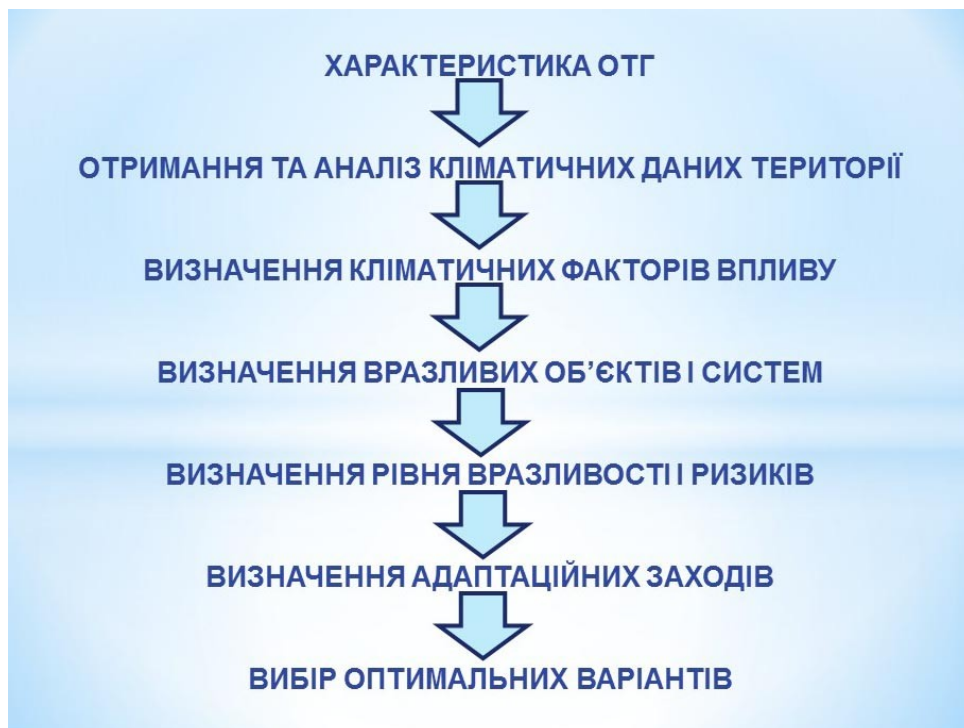 ХАРАКТЕРИСТИКА ОТГ
ОТРИМАННЯ ТА АНАЛІЗ КЛІМАТИЧНИХ ДАНИХ ТЕРИТОРІЇ
ВИЗНАЧЕННЯ КЛІМАТИЧНИХ ФАКТОРІВ ВПЛИВУ
ВИЗНАЧЕННЯ ВРАЗЛИВИХ ОБ’ЄКТІВ І СИСТЕМ
ВИЗНАЧЕННЯ РІВНЯ ВРАЗЛИВОСТІ І РИЗИКІВ
ВИЗНАЧЕННЯ АДАПТАЦІЙНИХ ЗАХОДІВ
ВИБІР ОПТИМАЛЬНИХ ВАРІАНТІВ